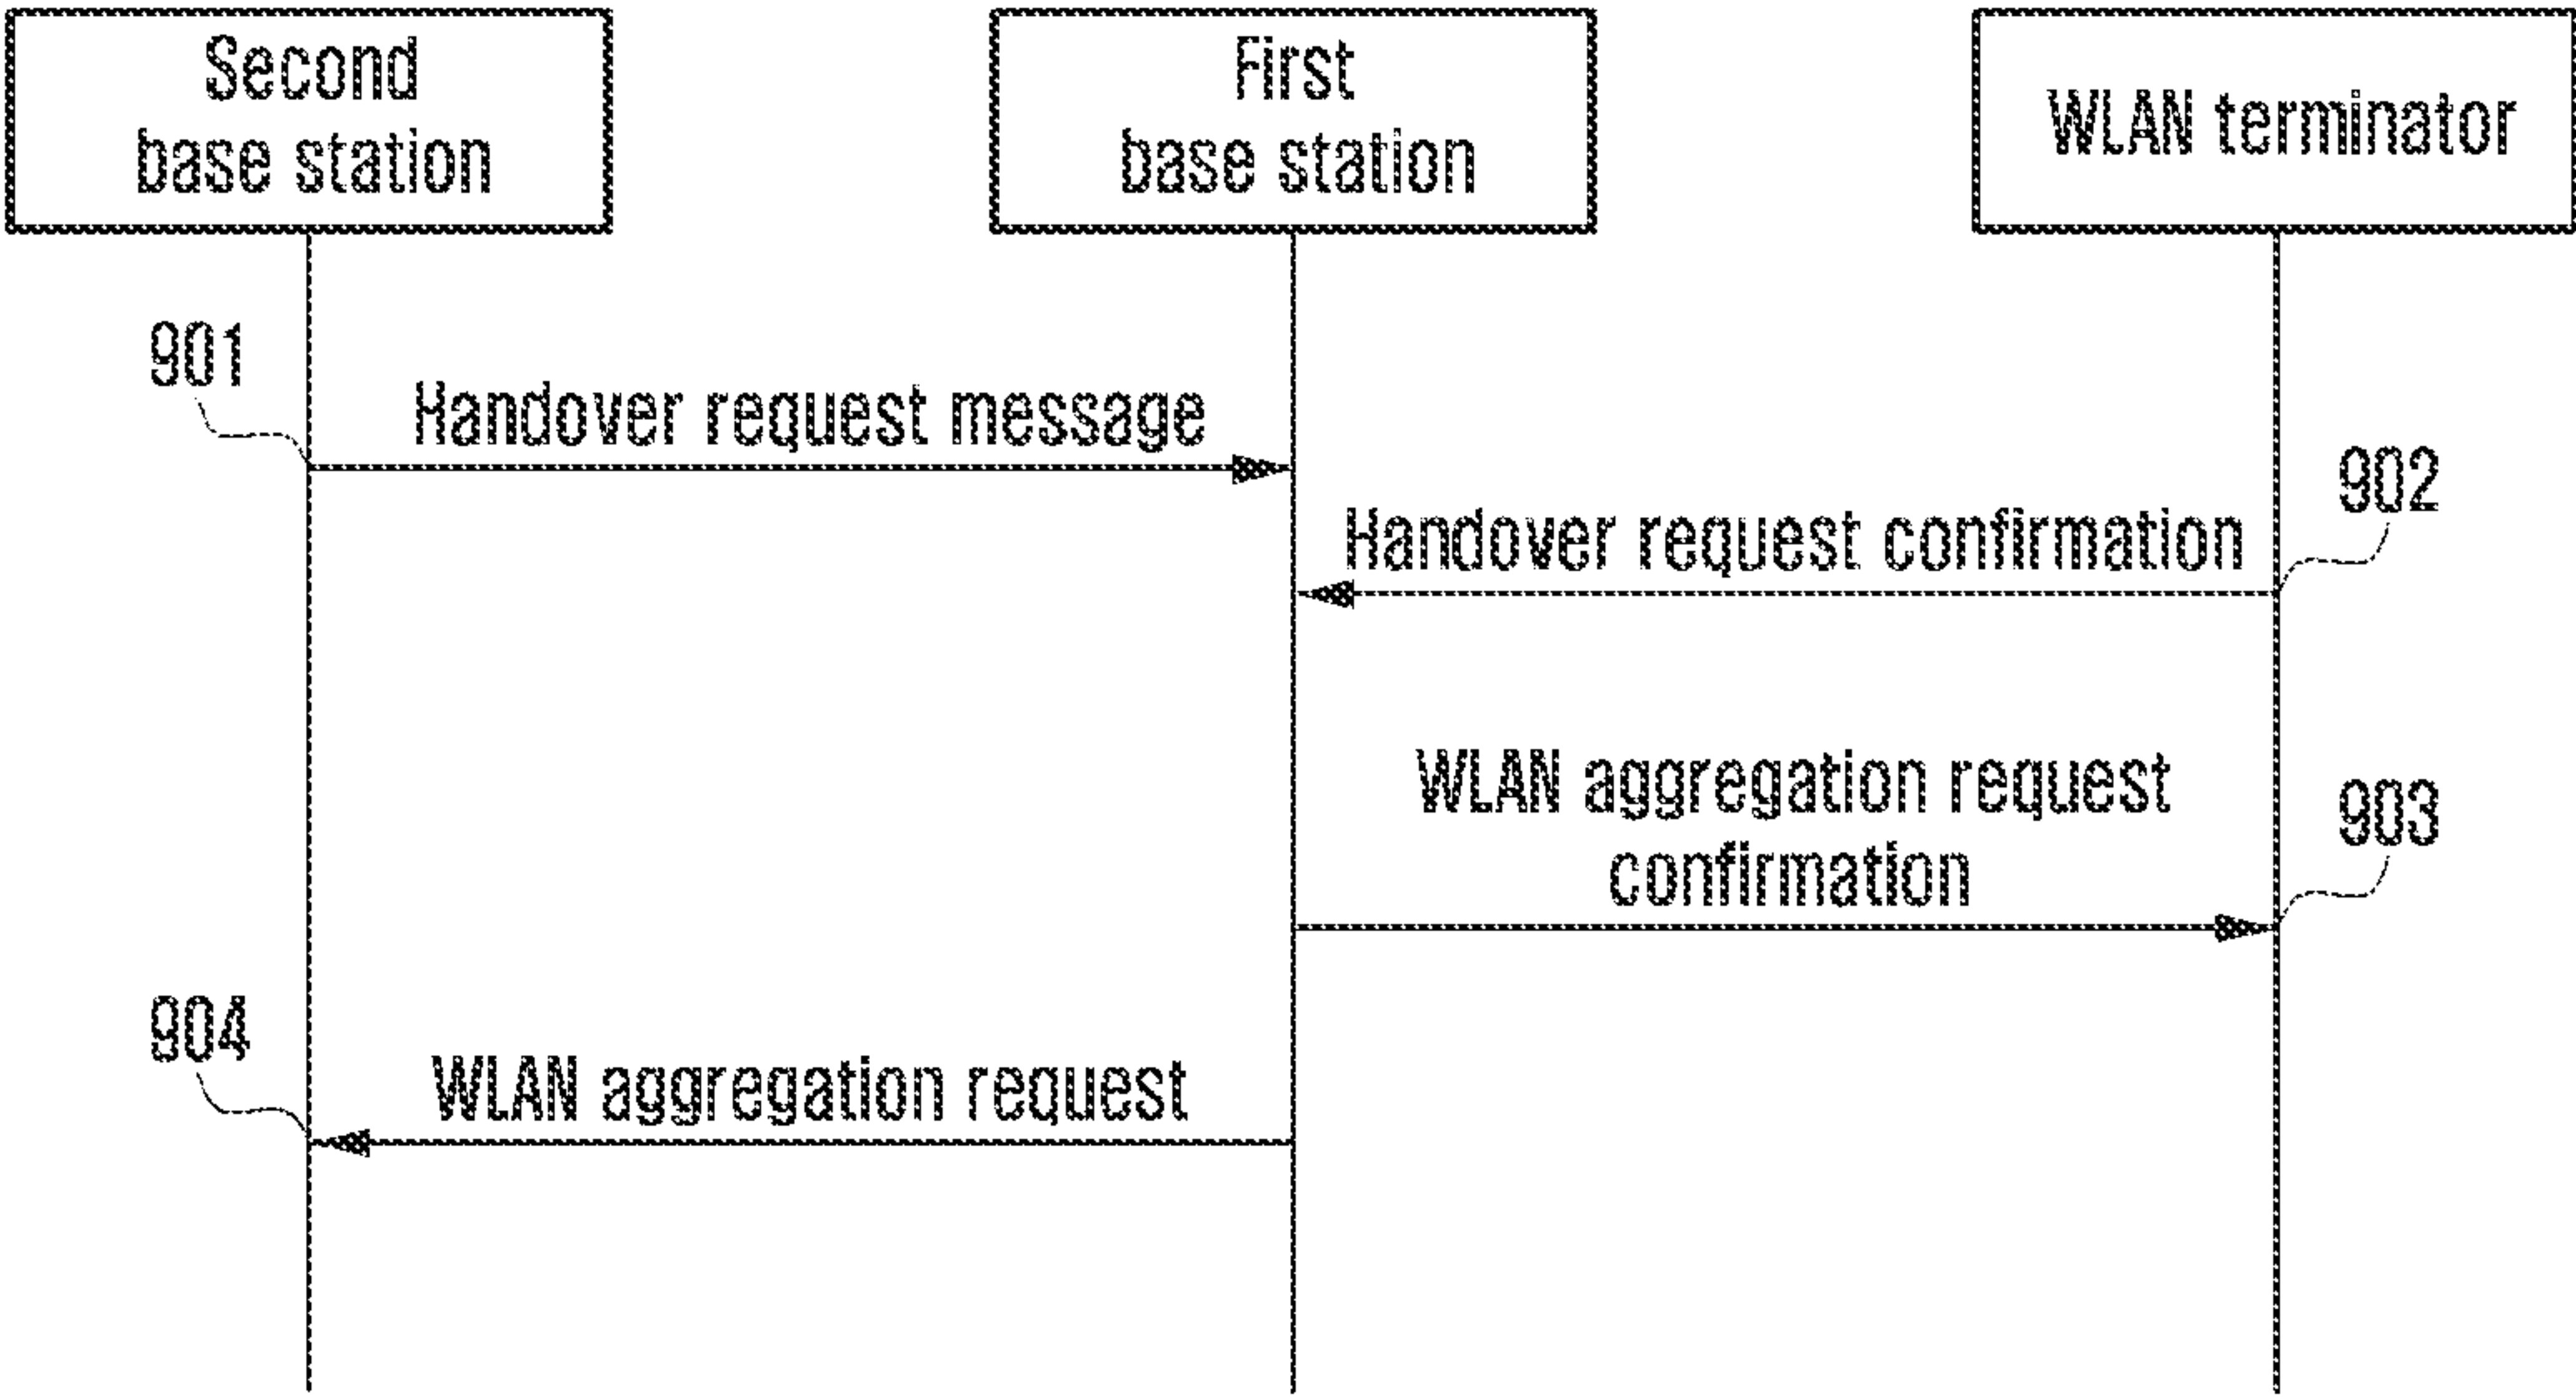 Second
base station
First
base station
WLAN terminator
901
Handover request message
902
Handover request confirmation
WLAN aggregation request
confirmation
903
904
WLAN aggregation request